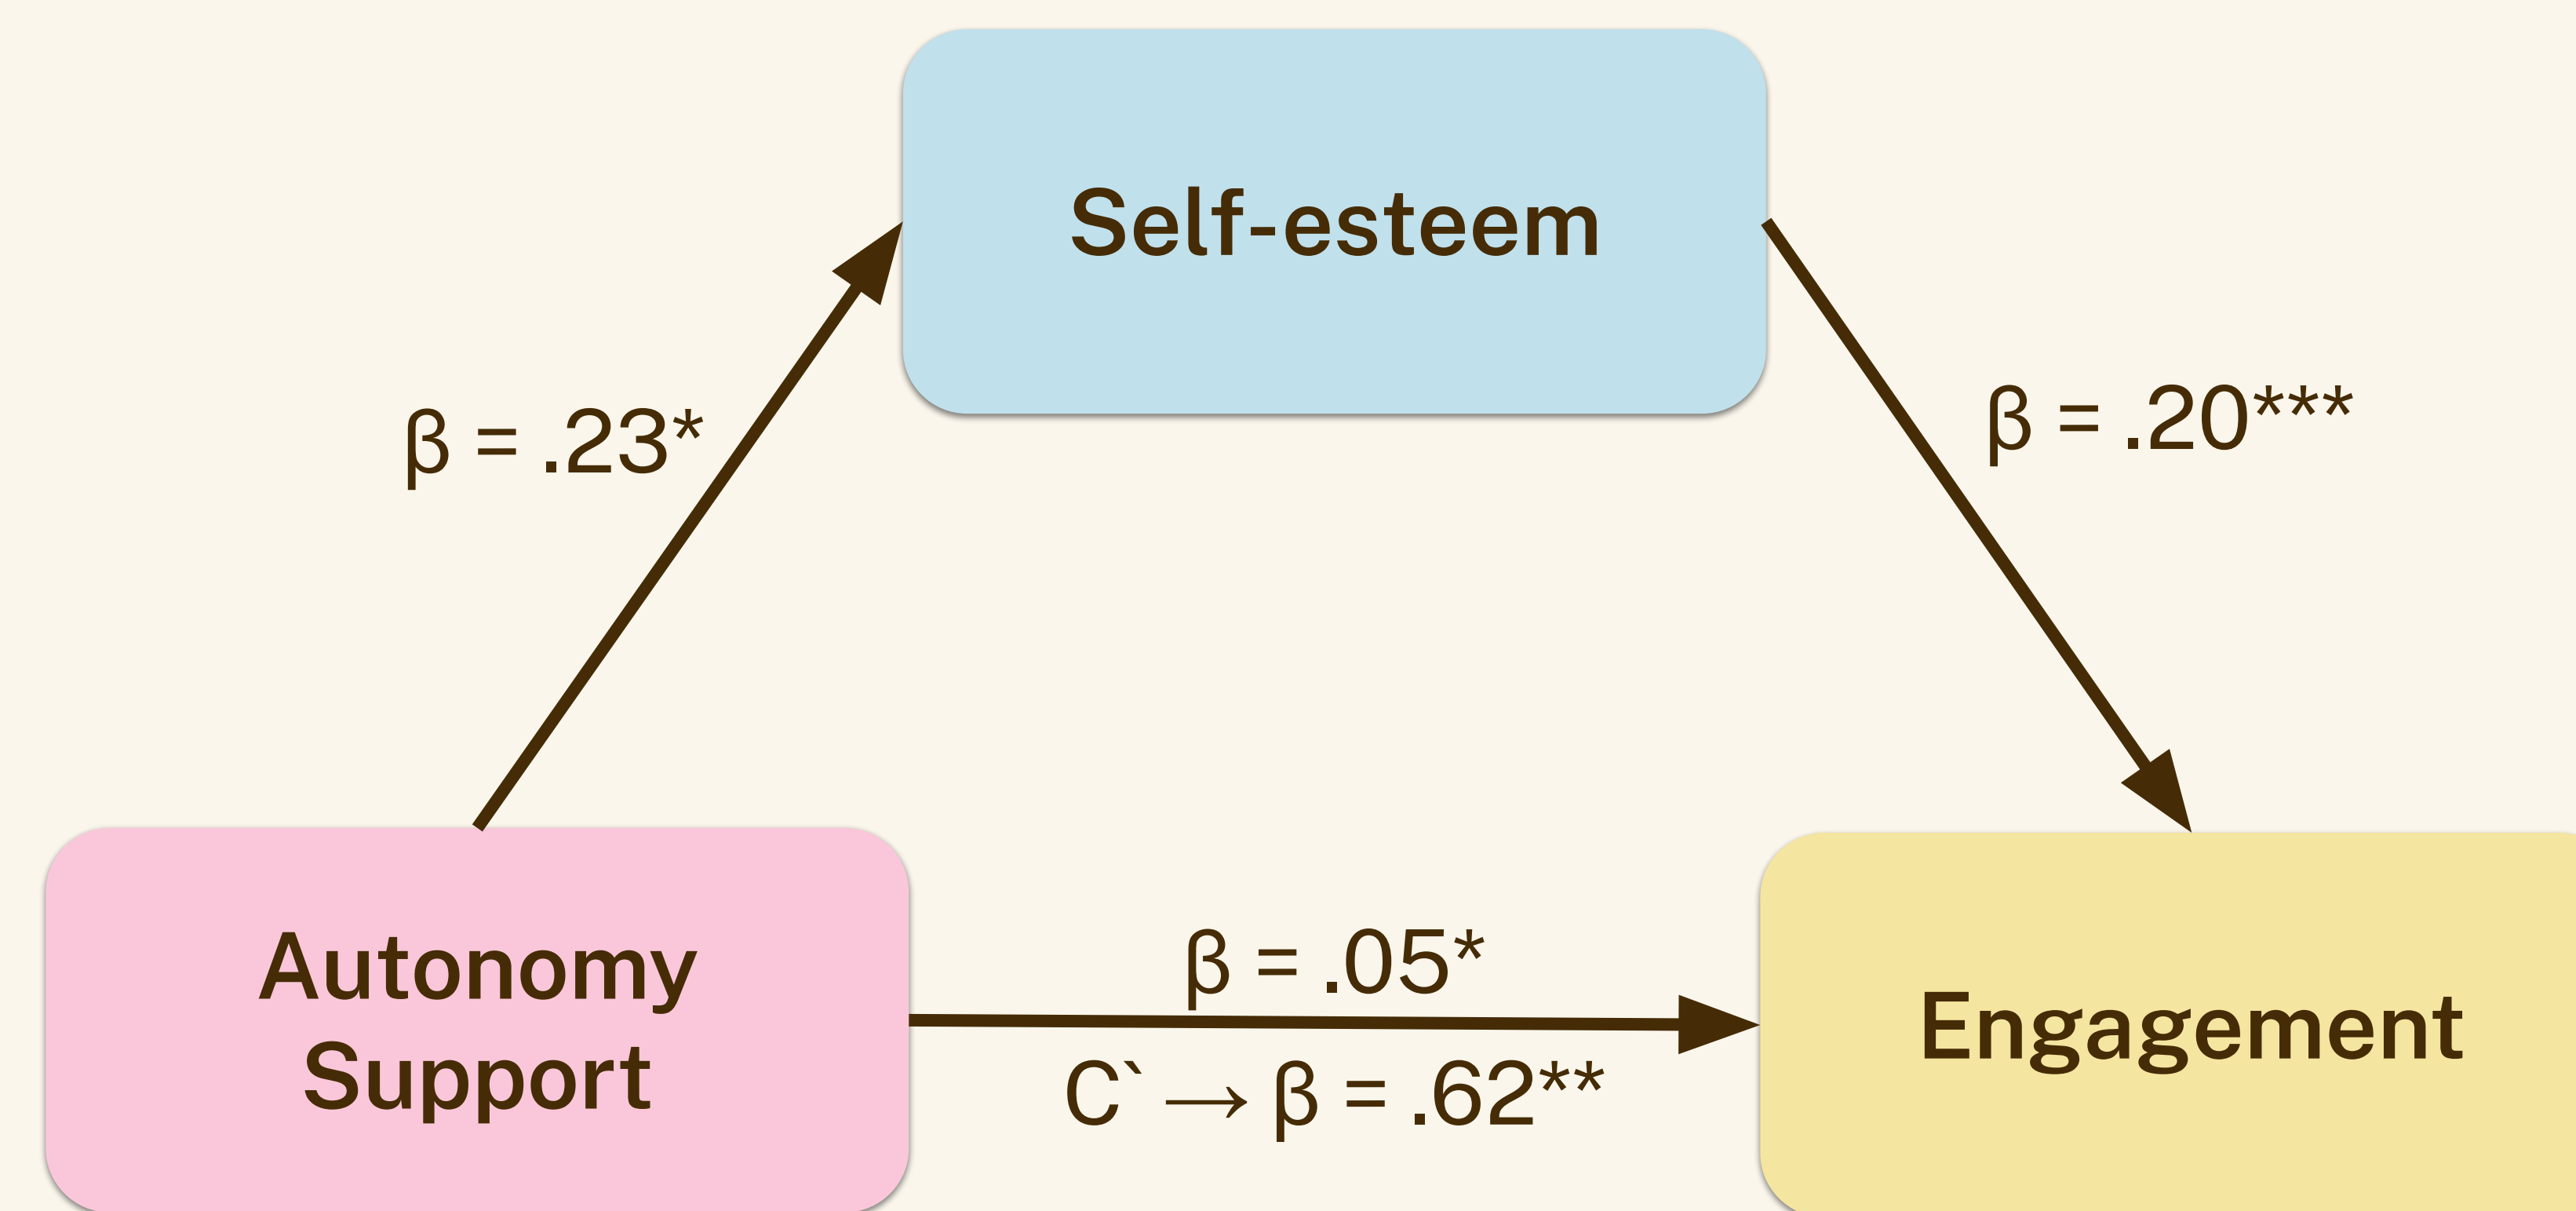 Self-esteem
β = .23*
β = .20***
Autonomy
Support
β = .05*
C` → β = .62**
Engagement